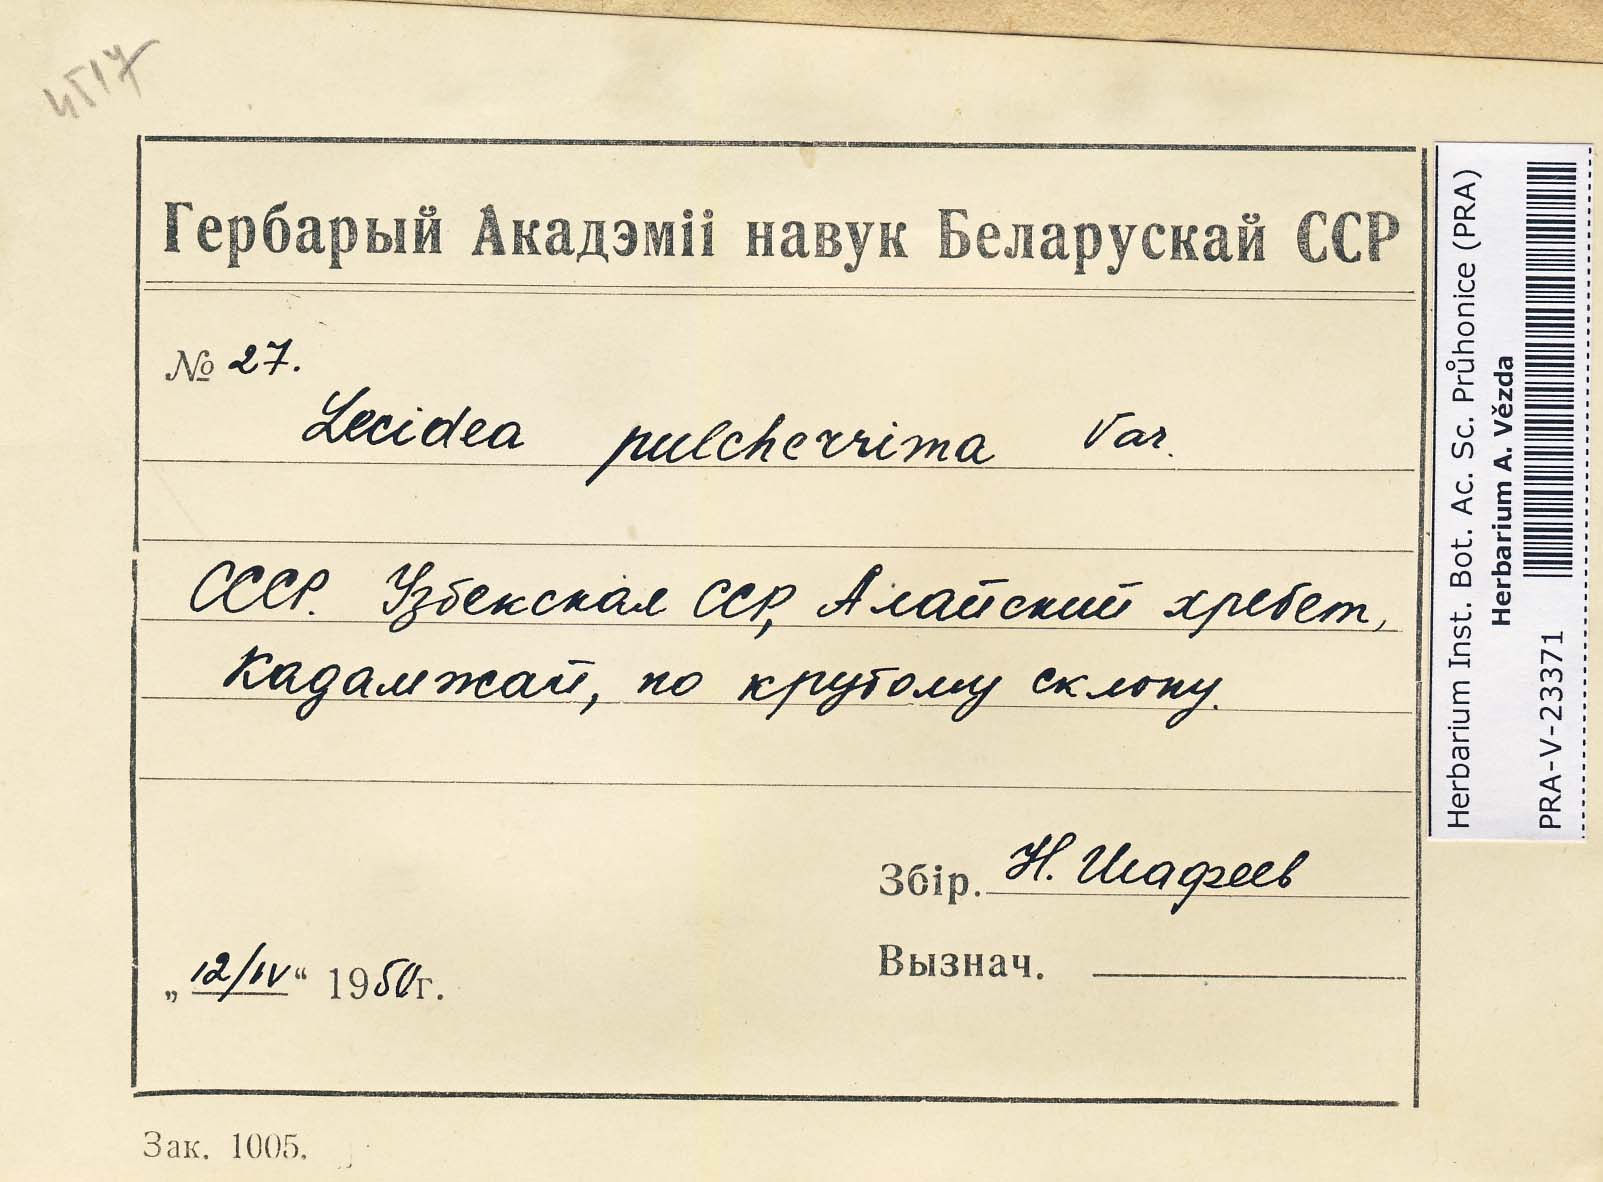 4517
Гербарый Акадэміі навук Беларускай ССР
№ 27.
Lecidea pulcherrima Var.
СССР. Узбекская ССР, Алайский хребет,
Кадамжай, по крутому склону.
Збір. Н. Шафеев
Вызнач.
„12/IV“ 1950г.
Зак. 1005.
Herbarium Inst. Bot. Ac. Sc. Průhonice (PRA)
Herbarium A. Vězda
PRA-V-23371